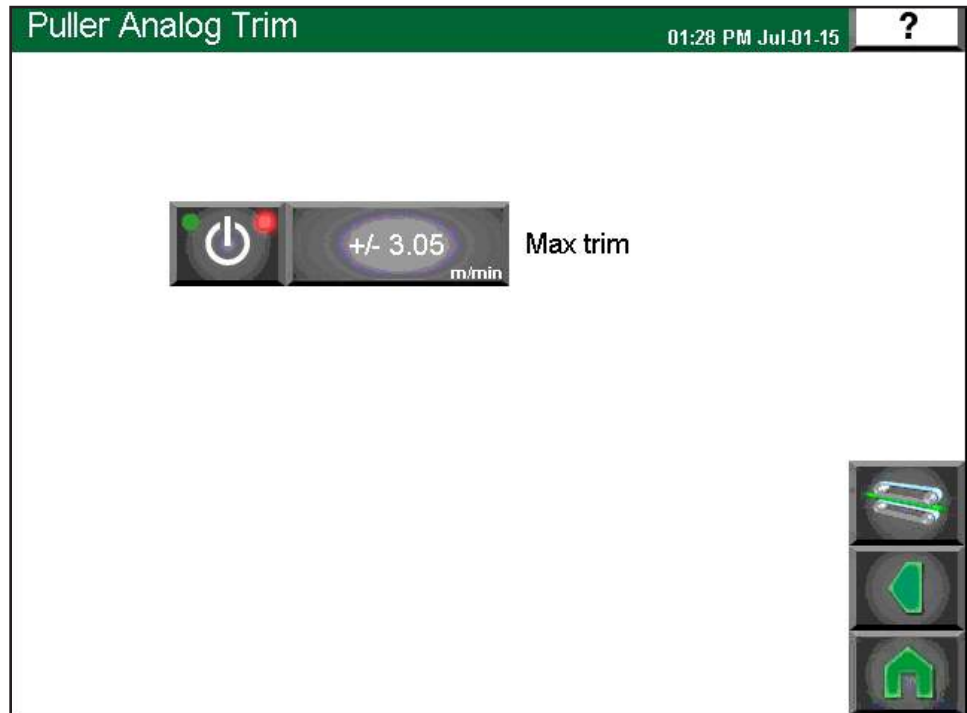 Puller Analog Trim
01:28 PM Jul-01-15
?
+/- 3.05
m/min
Max trim